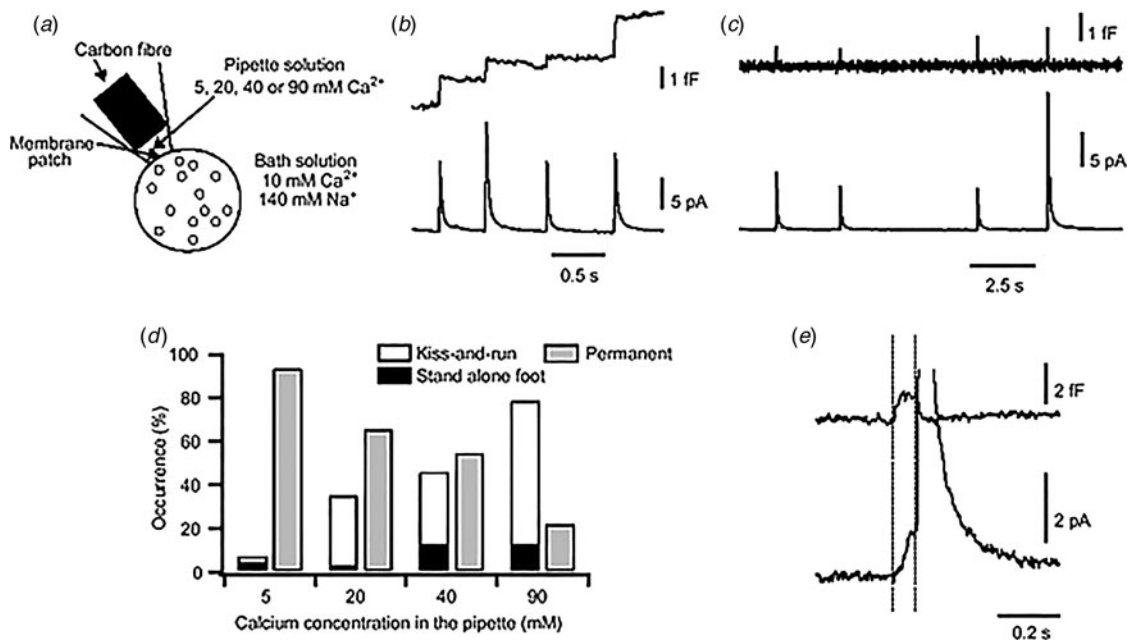 (a)
Carbon fibre
Pipette solution
5, 20, 40 or 90 mM Ca²⁺
Membrane
patch
Bath solution
10 mM Ca²⁺
140 mM Na⁺
(b)
1 fF
5 pA
0.5 s
(c)
1 fF
5 pA
2.5 s
(d)
Kiss-and-run
Permanent
Stand alone foot
Occurrence (%)
100
80
60
40
20
0
5 20 40 90
Calcium concentration in the pipette (mM)
(e)
2 fF
2 pA
0.2 s